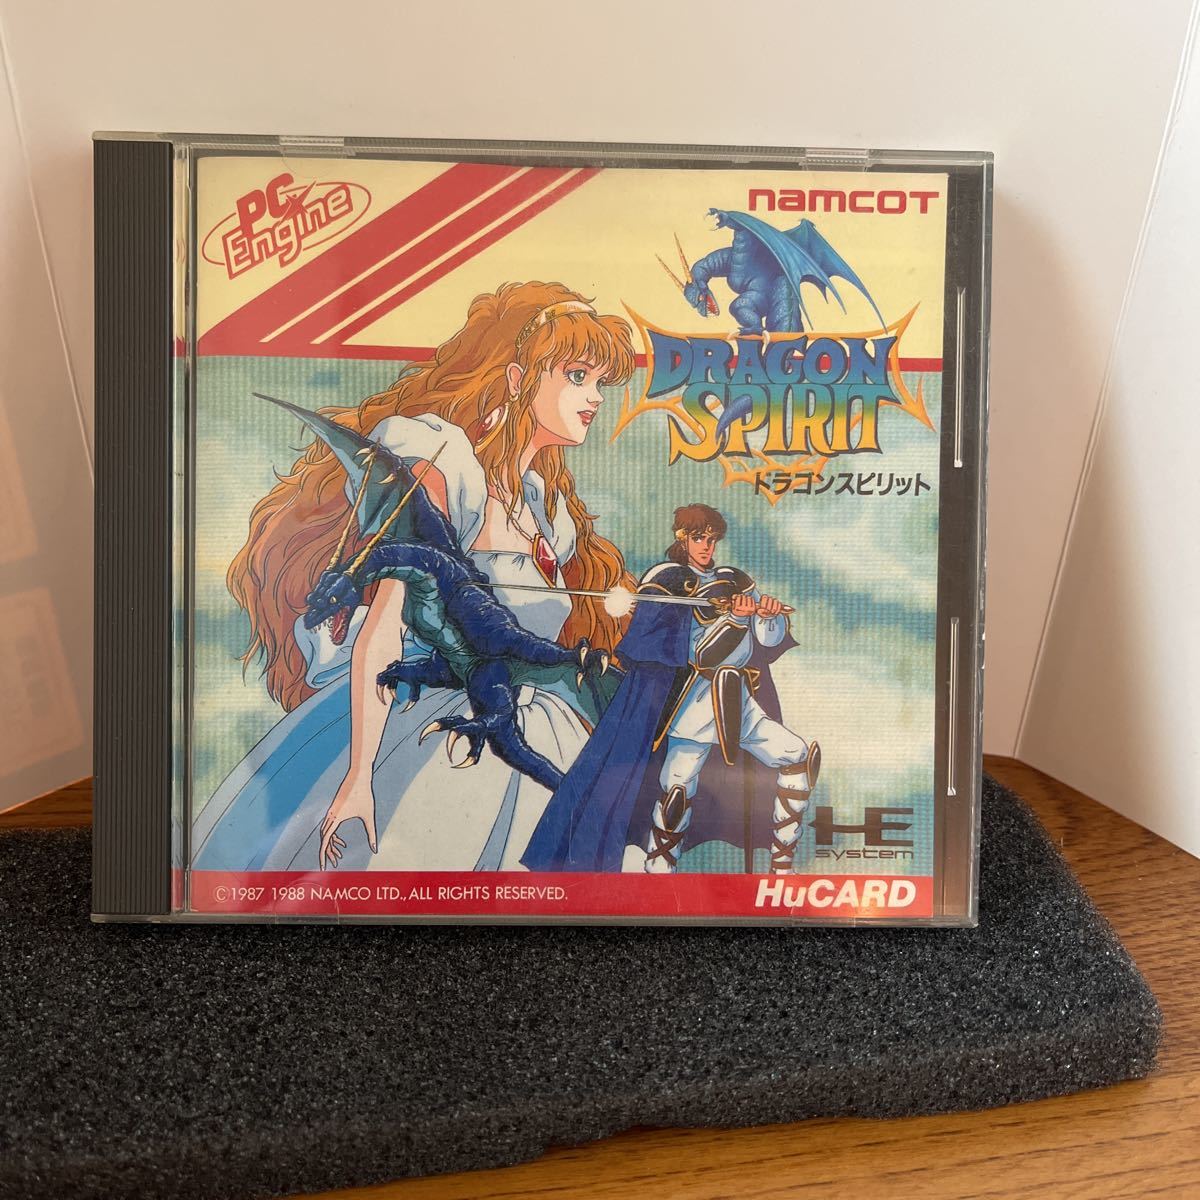 PC Engine
namcot
DRAGON
SPIRIT
ドラゴンスピリット
HE
system
©1987 1988 NAMCO LTD., ALL RIGHTS RESERVED.
HuCARD